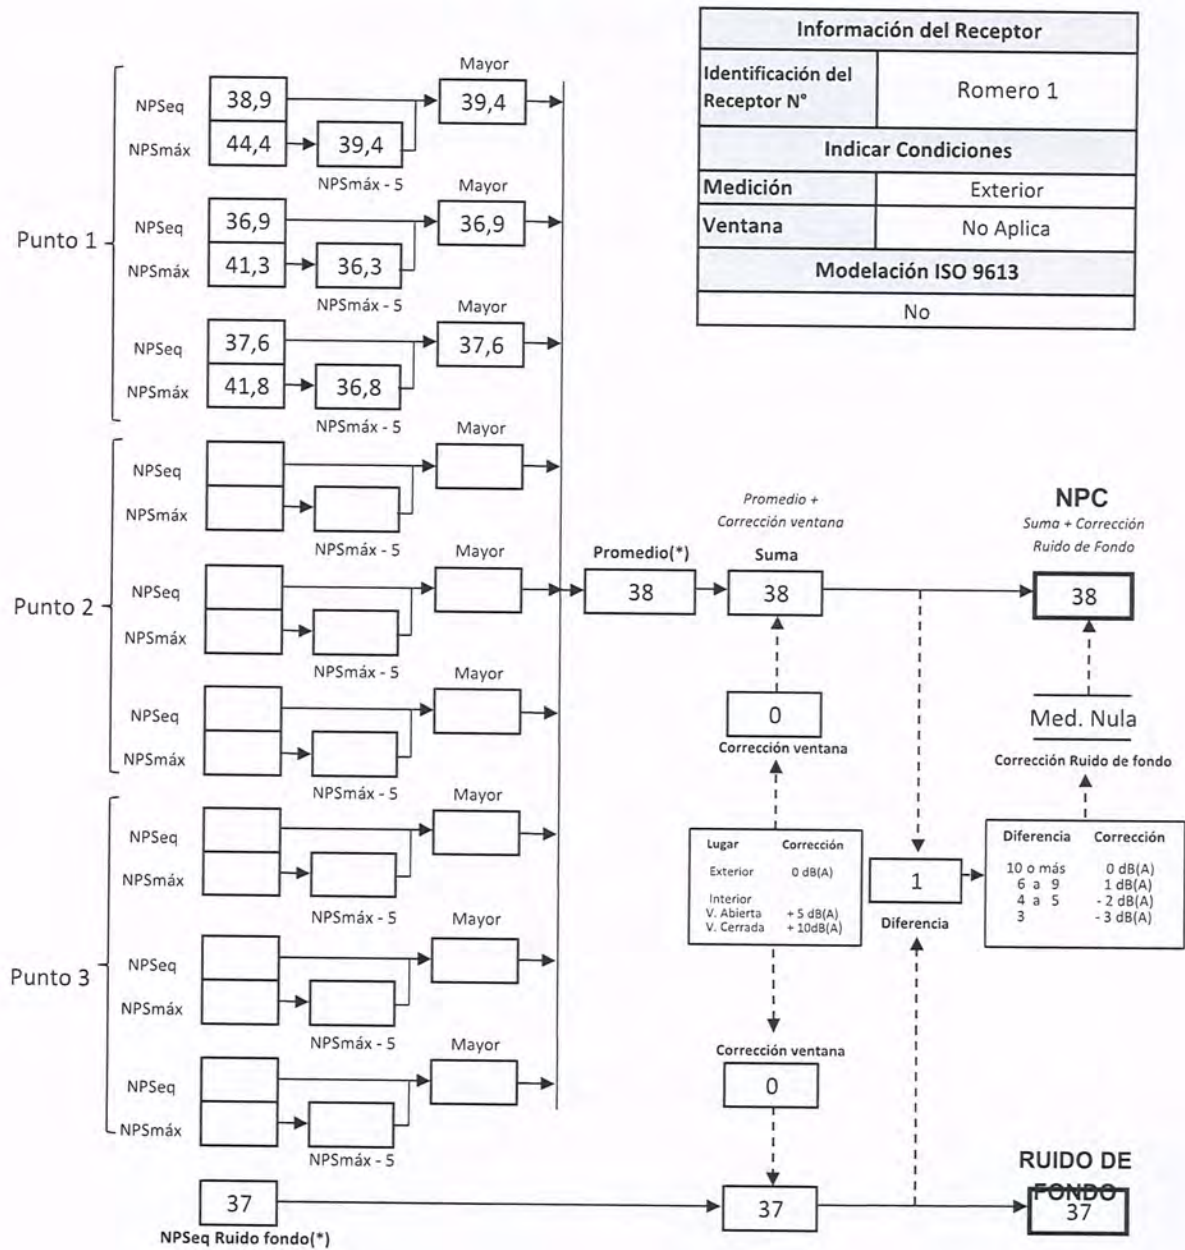 Información del Receptor
Identificación del
Receptor N°
Romero 1
Indicar Condiciones
Medición
Exterior
Ventana
No Aplica
Modelación ISO 9613
No
Punto 1
Mayor
NPSeq
38,9
39,4
NPSmáx
44,4
39,4
NPSmáx - 5
Mayor
NPSeq
36,9
36,9
NPSmáx
41,3
36,3
NPSmáx - 5
Mayor
NPSeq
37,6
37,6
NPSmáx
41,8
36,8
NPSmáx - 5
Punto 2
Mayor
NPSeq
NPSmáx
NPSmáx - 5
Mayor
NPSeq
NPSmáx
NPSmáx - 5
Mayor
NPSeq
NPSmáx
NPSmáx - 5
Punto 3
Mayor
NPSeq
NPSmáx
NPSmáx - 5
Mayor
NPSeq
NPSmáx
NPSmáx - 5
Mayor
NPSeq
NPSmáx
NPSmáx - 5
37
NPSeq Ruido fondo(*)
Promedio(*)
38
Promedio +
Corrección ventana
Suma
38
NPC
Suma + Corrección
Ruido de Fondo
38
0
Corrección ventana
Med. Nula
Corrección Ruido de fondo
Lugar Corrección
Exterior 0 dB(A)
Interior
V. Abierta + 5 dB(A)
V. Cerrada + 10dB(A)
1
Diferencia
Diferencia Corrección
10 o más 0 dB(A)
6 a 9 1 dB(A)
4 a 5 - 2 dB(A)
3 - 3 dB(A)
Corrección ventana
0
37
RUIDO DE
FONDO
37